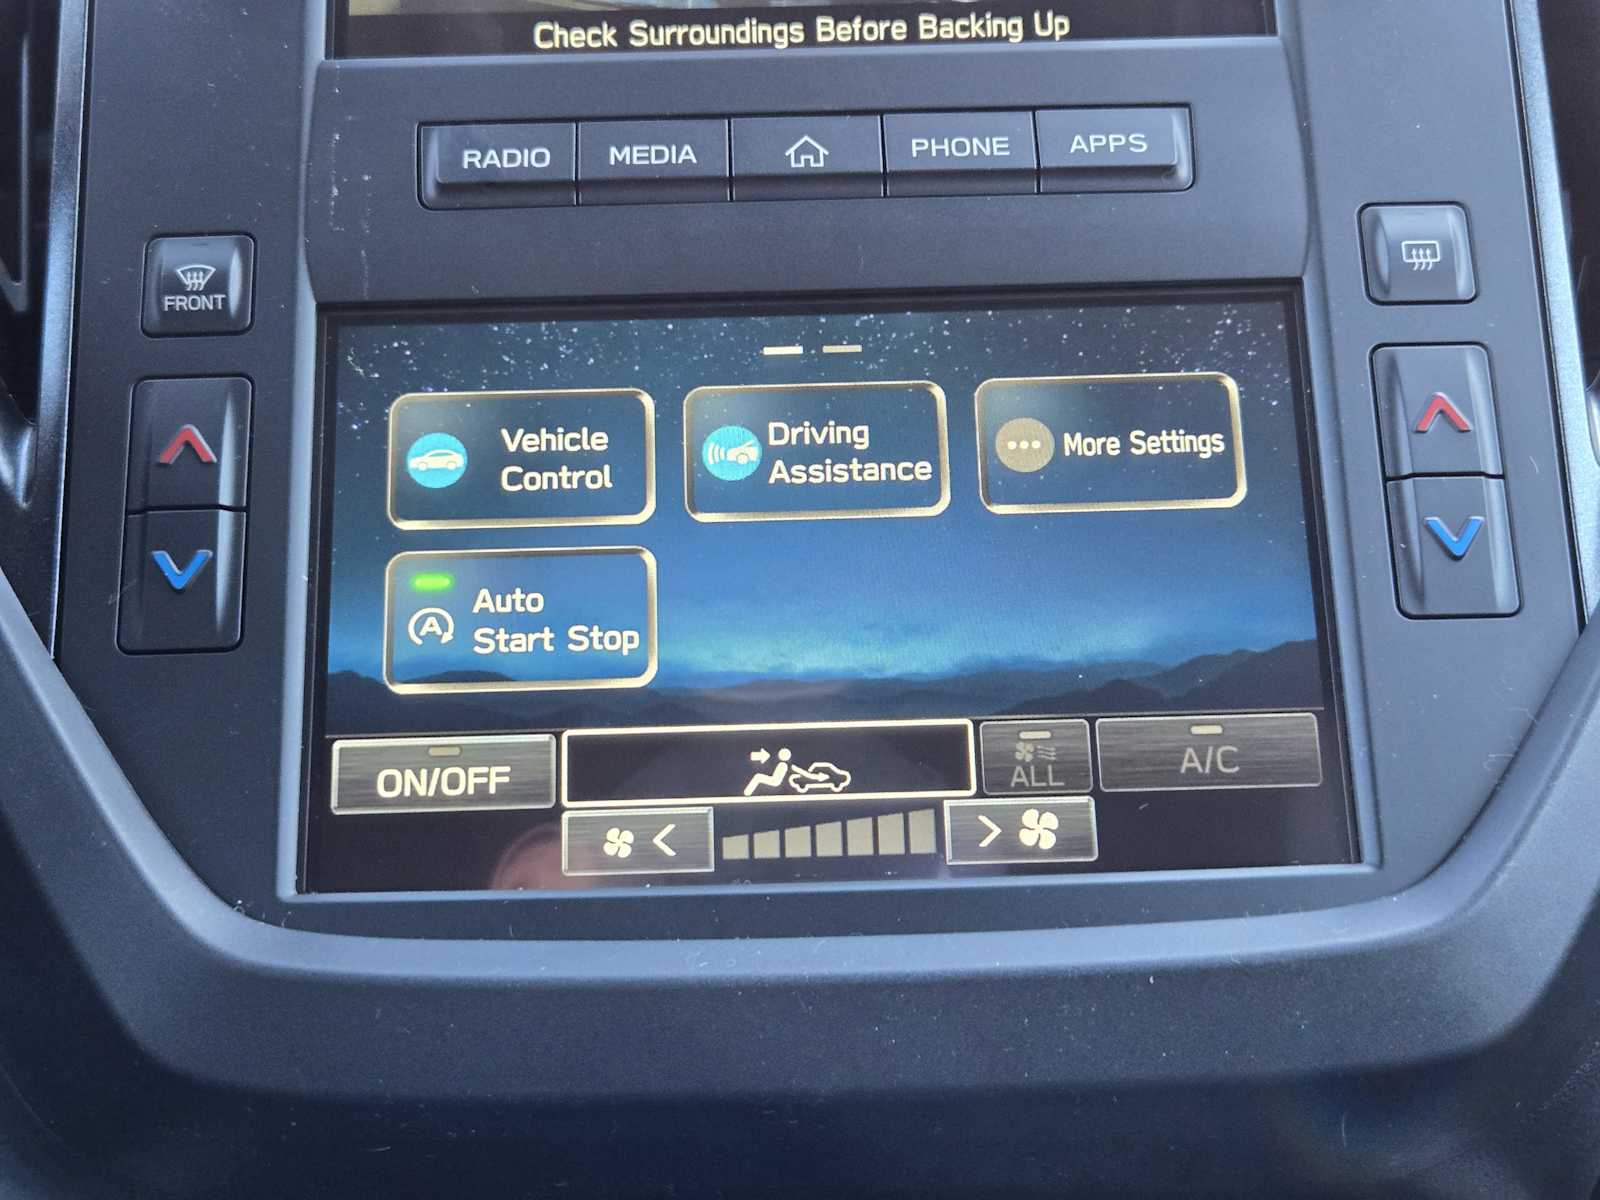 Check Surroundings Before Backing Up
RADIO
MEDIA
PHONE
APPS
FRONT
Vehicle
Control
Driving
Assistance
More Settings
A
Auto
Start Stop
ON/OFF
ALL
A/C